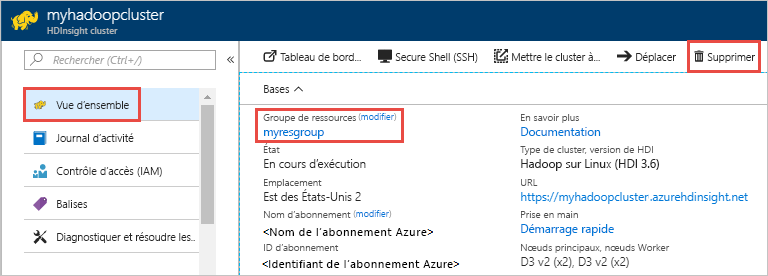 myhadoopcluster
HDInsight cluster
Rechercher (Ctrl+/)
Vue d'ensemble
Journal d'activité
Contrôle d'accès (IAM)
Balises
Diagnostiquer et résoudre les..
Tableau de bord... Secure Shell (SSH) Mettre le cluster à... Déplacer Supprimer
Bases
Groupe de ressources (modifier)
myresgroup
État
En cours d'exécution
Emplacement
Est des États-Unis 2
Nom d'abonnement (modifier)
<Nom de l'abonnement Azure>
ID d'abonnement
<Identifiant de l'abonnement Azure>
En savoir plus
Documentation
Type de cluster, version de HDI
Hadoop sur Linux (HDI 3.6)
URL
https://myhadoopcluster.azurehdinsight.net
Prise en main
Démarrage rapide
Nœuds principaux, nœuds Worker
D3 v2 (x2), D3 v2 (x2)